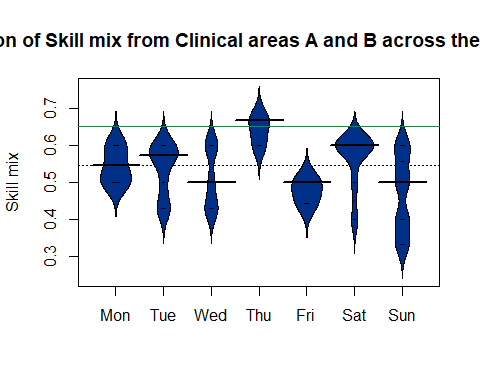 on of Skill mix from Clinical areas A and B across the
Skill mix
0.7
0.6
0.5
0.4
0.3
Mon Tue Wed Thu Fri Sat Sun